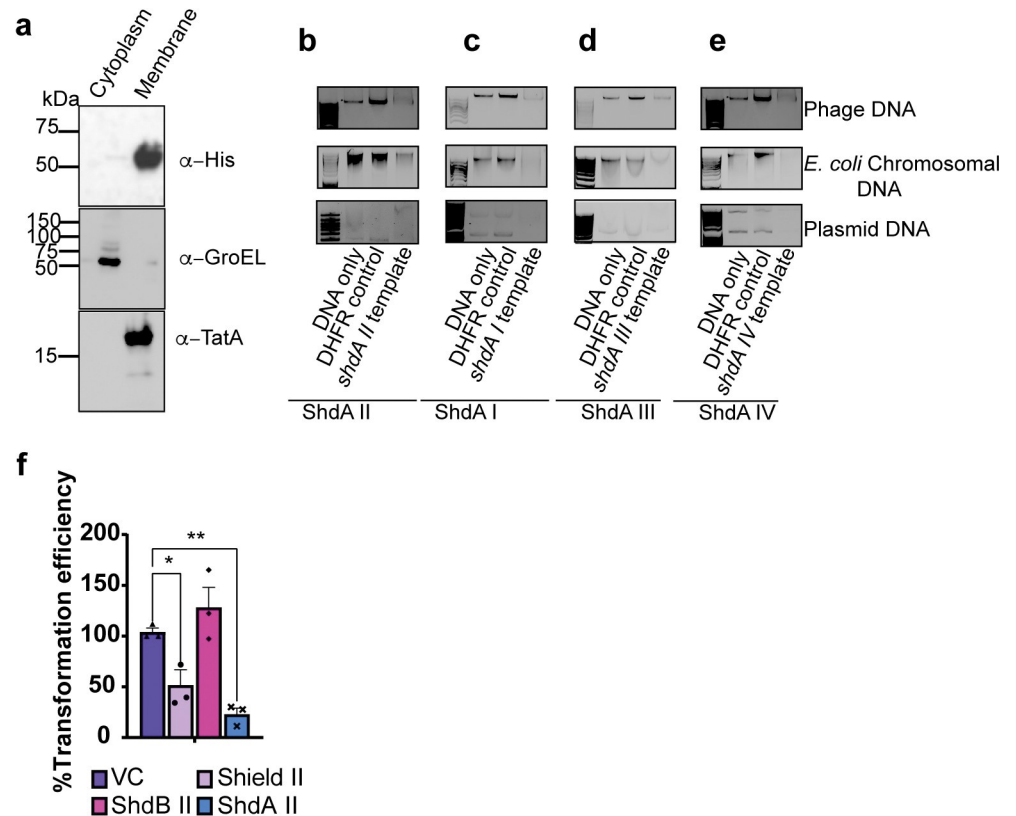 a
Cytoplasm
Membrane
kDa
75
50
α–His
150
100
75
50
α–GroEL
15
α–TatA
b
c
d
e
Phage DNA
E. coli Chromosomal
DNA
Plasmid DNA
DNA only
DHFR control
shdA II template
ShdA II
DNA only
DHFR control
shdA I template
ShdA I
DNA only
DHFR control
shdA III template
ShdA III
DNA only
DHFR control
shdA IV template
ShdA IV
f
%Transformation efficiency
200
150
100
50
0
*
**
VC
Shield II
ShdB II
ShdA II